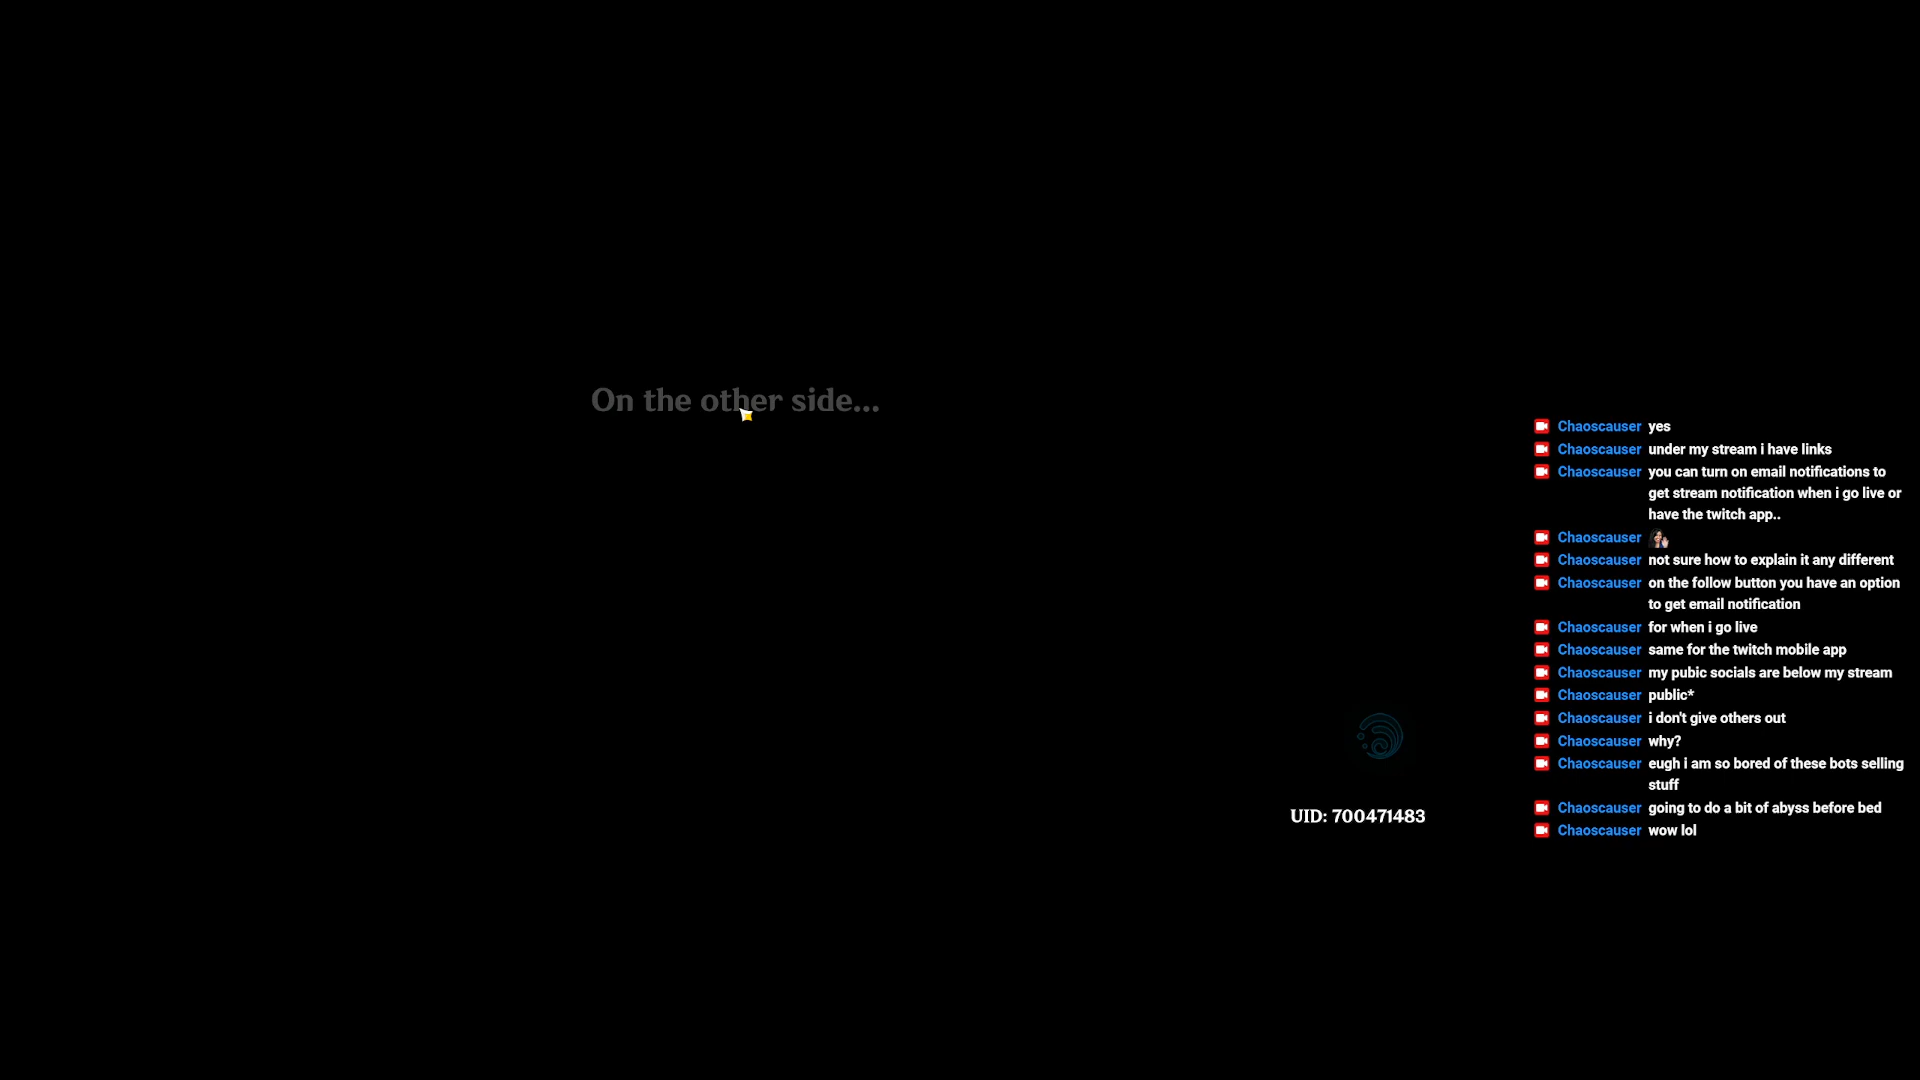 On the other side...
Chaoscauser yes
Chaoscauser under my stream i have links
Chaoscauser you can turn on email notifications to
get stream notification when i go live or
have the twitch app..
Chaoscauser
Chaoscauser not sure how to explain it any different
Chaoscauser on the follow button you have an option
to get email notification
Chaoscauser for when i go live
Chaoscauser same for the twitch mobile app
Chaoscauser my pubic socials are below my stream
Chaoscauser public*
Chaoscauser i don't give others out
Chaoscauser why?
Chaoscauser eugh i am so bored of these bots selling
stuff
Chaoscauser going to do a bit of abyss before bed
Chaoscauser wow lol
UID: 700471483